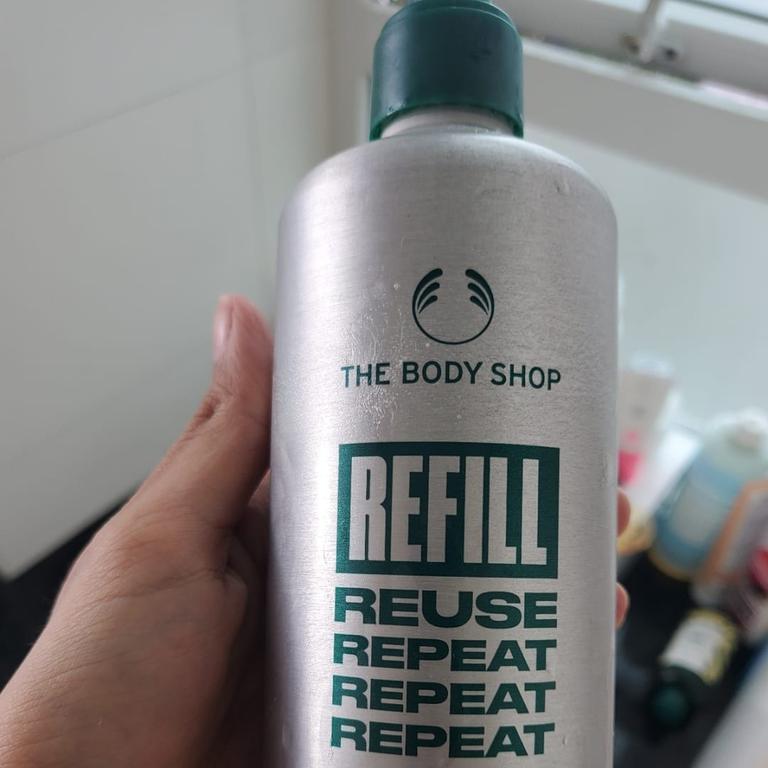 THE BODY SHOP
REFILL
REUSE
REPEAT
REPEAT
REPEAT